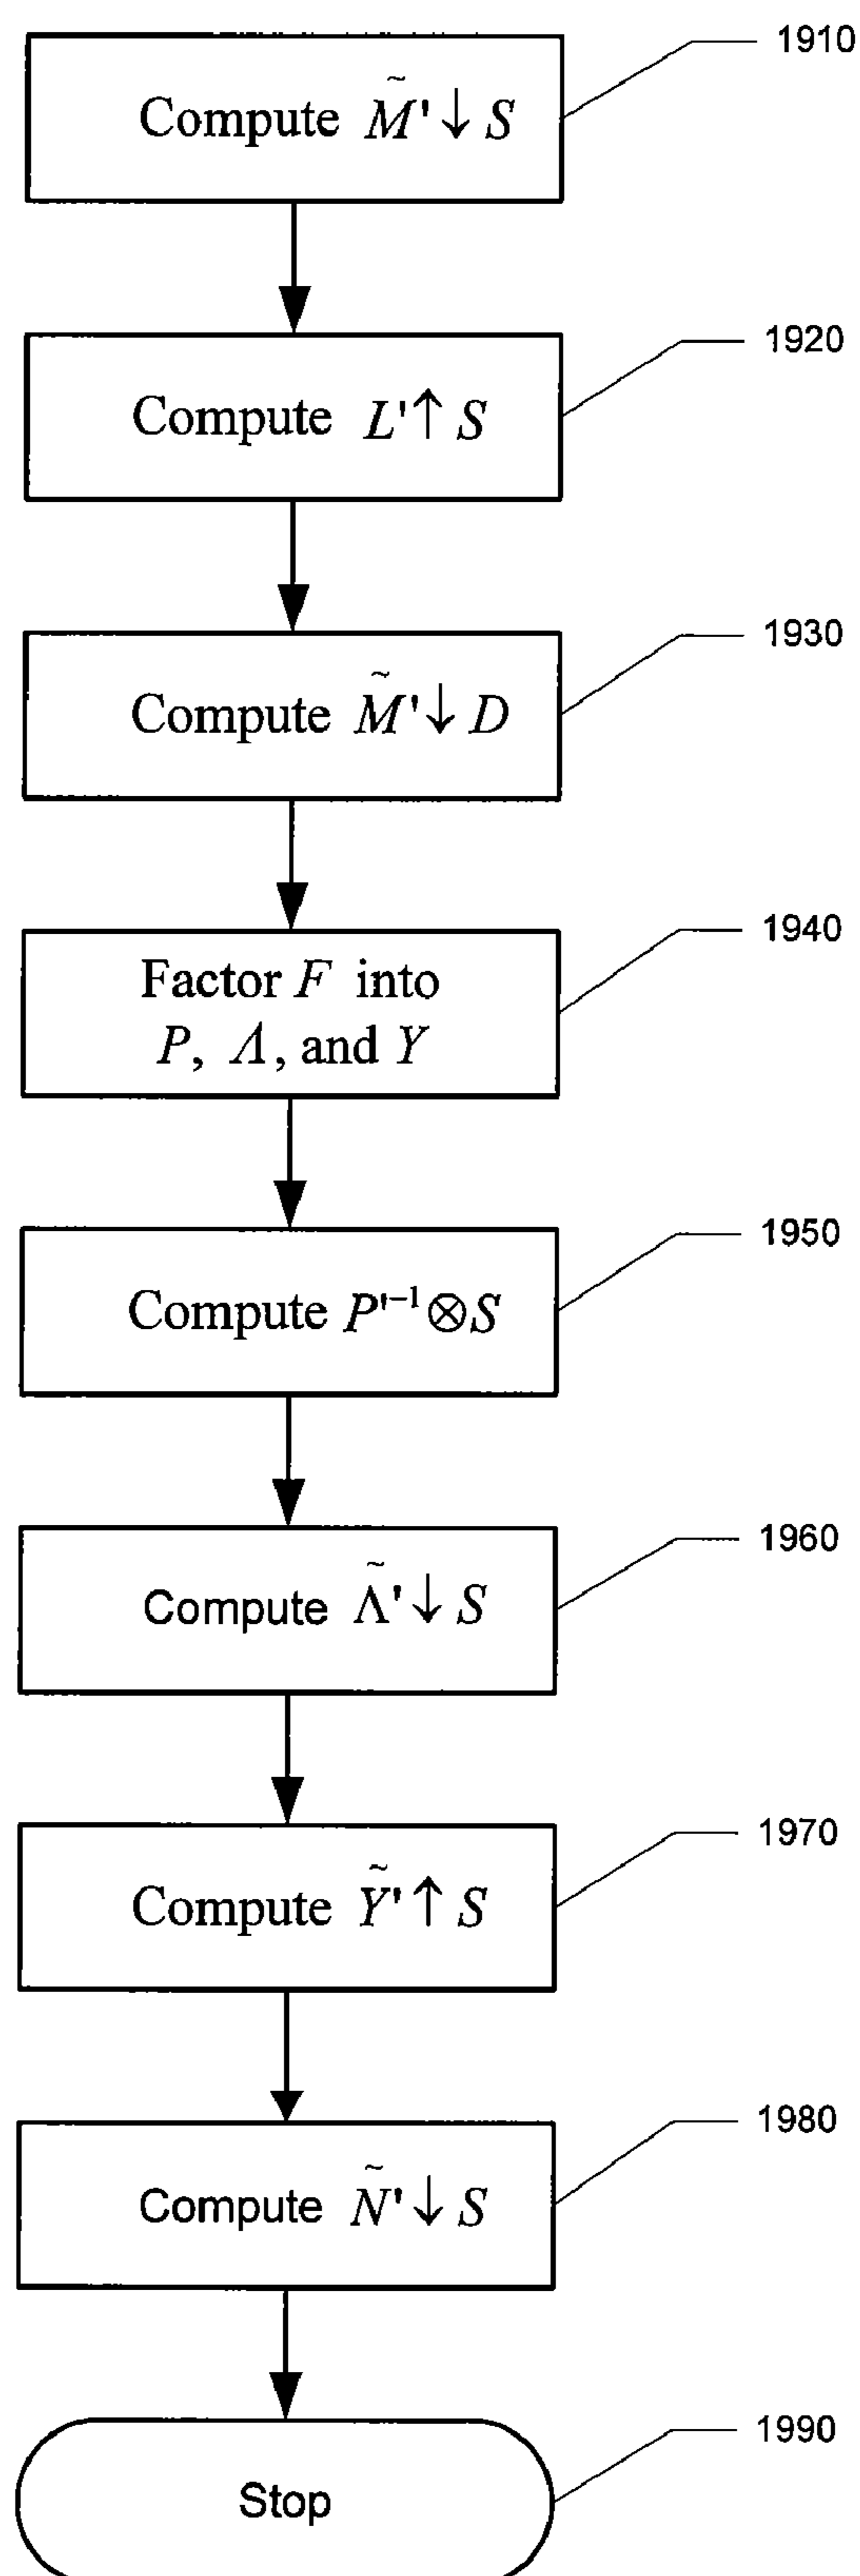 1910
Compute M̃'↓ S
1920
Compute L'↑ S
1930
Compute M̃'↓ D
1940
Factor F into
P, Λ, and Y
1950
Compute P'⁻¹⊗S
1960
Compute Λ̃'↓ S
1970
Compute Ỹ'↑ S
1980
Compute Ñ'↓ S
1990
Stop